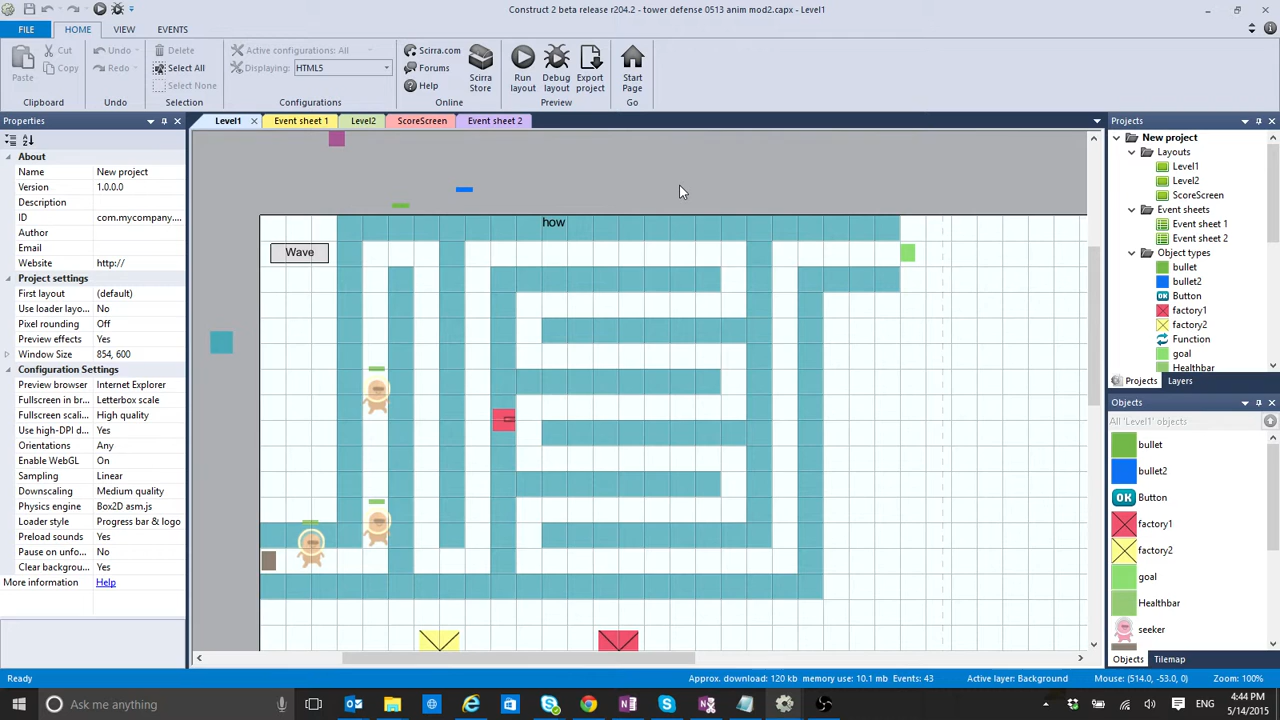 Construct 2 beta release r204.2 - tower defense 0513 anim mod2.capx - Level1
FILE HOME VIEW EVENTS
Paste Cut Copy Clipboard
Undo Redo Undo
Delete Select All Select None Selection
Active configurations: All
Displaying: HTML5
Configurations
Scirra.com Forums Help Scirra Store Online
Run layout Debug layout Export project Preview
Start Page Go
Properties
Level1 Event sheet 1 Level2 ScoreScreen Event sheet 2
About
Name New project
Version 1.0.0.0
Description
ID com.mycompany....
Author
Email
Website http://
Project settings
First layout (default)
Use loader layo... No
Pixel rounding Off
Preview effects Yes
Window Size 854, 600
Configuration Settings
Preview browser Internet Explorer
Fullscreen in br... Letterbox scale
Fullscreen scali... High quality
Use high-DPI d... Yes
Orientations Any
Enable WebGL On
Sampling Linear
Downscaling Medium quality
Physics engine Box2D asm.js
Loader style Progress bar & logo
Preload sounds Yes
Pause on unfo... No
Clear backgrou... Yes
More information Help
how
Wave
Projects
New project
Layouts
Level1
Level2
ScoreScreen
Event sheets
Event sheet 1
Event sheet 2
Object types
bullet
bullet2
OK Button
factory1
factory2
Function
goal
Healthbar
Projects Layers
Objects
All 'Level1' objects
bullet
bullet2
OK Button
factory1
factory2
goal
Healthbar
seeker
Objects Tilemap
Ready Approx. download: 120 kb memory use: 10.1 mb Events: 43 Active layer: Background Mouse: (514.0, -53.0, 0) Zoom: 100%
Ask me anything
ENG 4:44 PM
5/14/2015